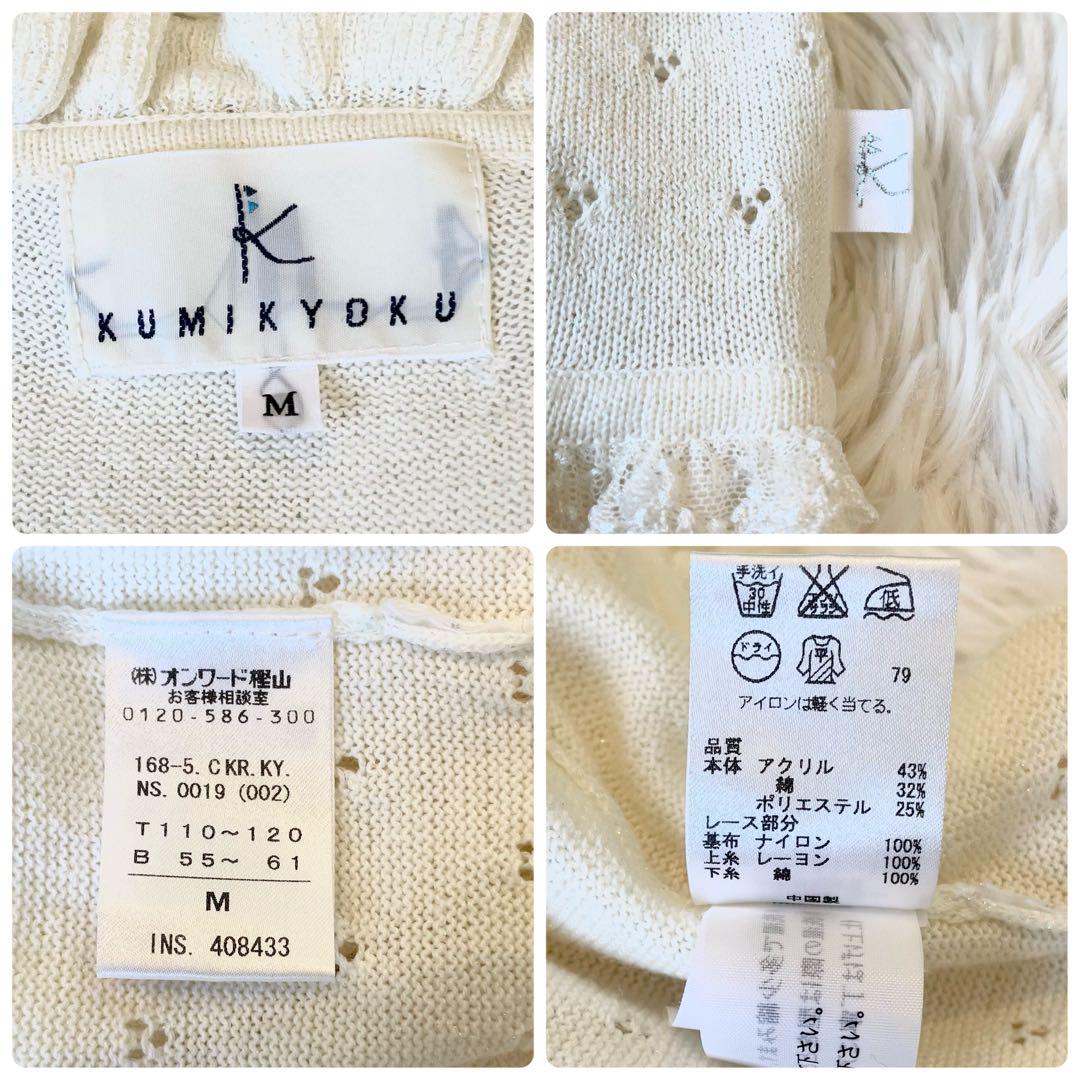 K
KUMIKYOKU
M
K
(株)オンワード樫山
お客様相談室
0120-586-300
168-5. CKR. KY.
NS. 0019 (002)
T 110~120
B 55~ 61
M
INS. 408433
手洗イ
30
中性
低
ドライ
平
79
アイロンは軽く当てる。
品質
本体 アクリル 43%
綿 32%
ポリエステル 25%
レース部分
基布 ナイロン 100%
上糸 レーヨン 100%
下糸 綿 100%
中国製